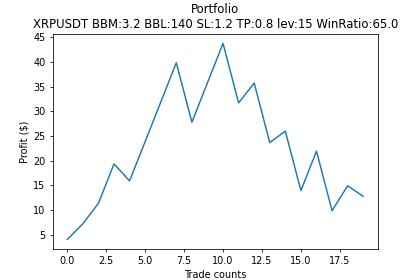 Portfolio
XRPUSDT BBM:3.2 BBL:140 SL:1.2 TP:0.8 lev:15 WinRatio:65.0
45
40
35
30
25
20
15
10
5
Profit ($)
0.0 2.5 5.0 7.5 10.0 12.5 15.0 17.5
Trade counts